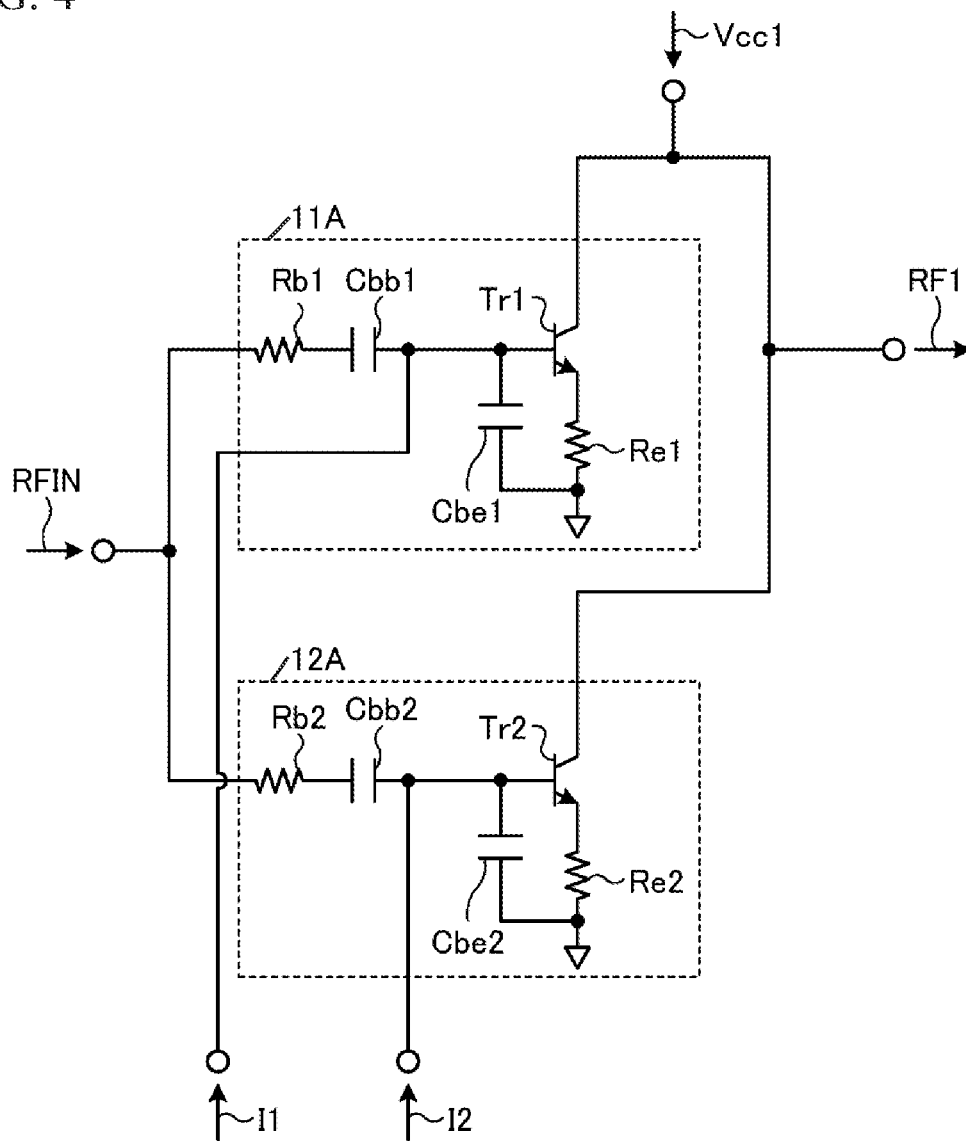 Vcc1
11A
Rb1
Cbb1
Tr1
RF1
Re1
Cbe1
RFIN
12A
Rb2
Cbb2
Tr2
Re2
Cbe2
I1
I2